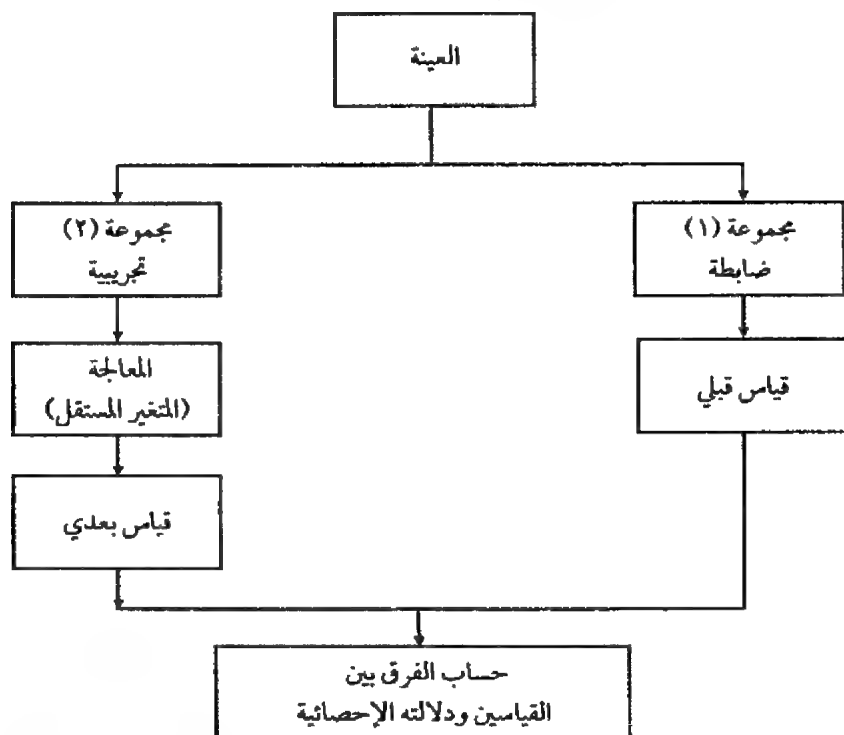 العينة
مجموعة (١)
ضابطة
مجموعة (٢)
تجريبية
قياس قبلي
المعالجة
(المتغير المستقل)
قياس بعدي
حساب الفرق بين
القياسين ودلالته الإحصائية